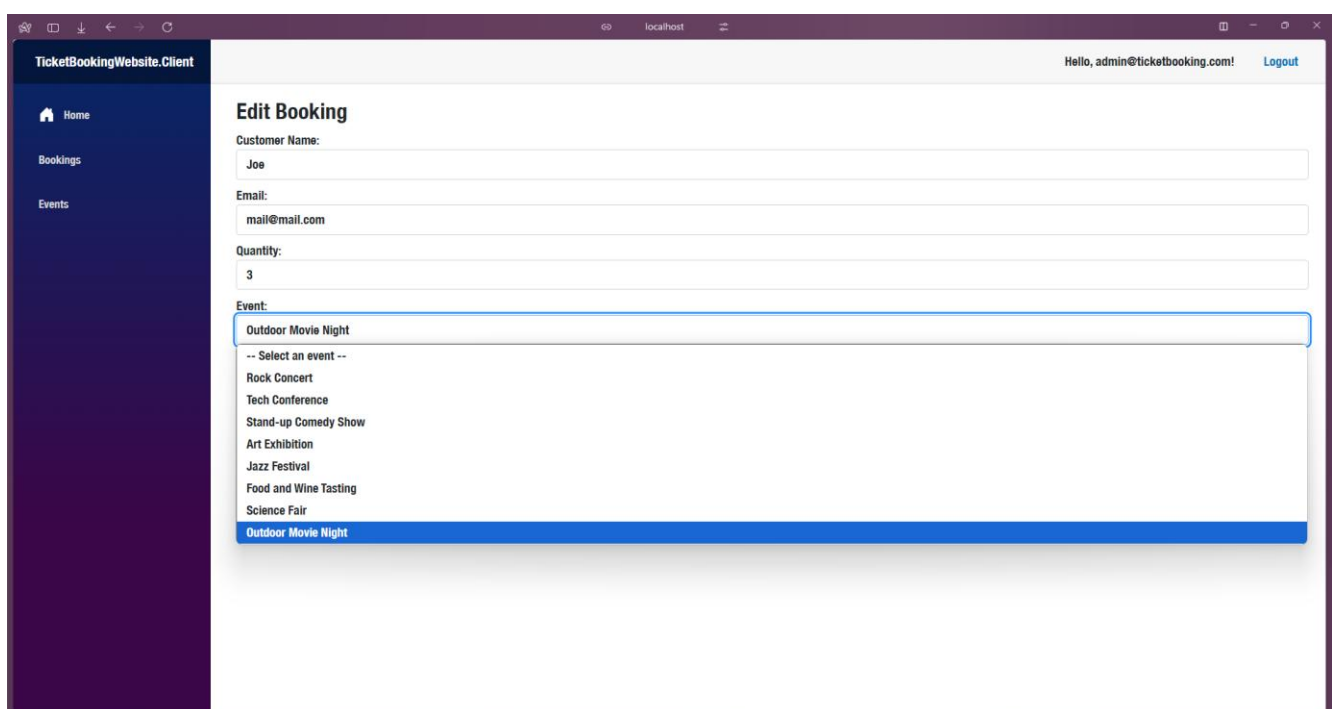 localhost
TicketBookingWebsite.Client
Hello, admin@ticketbooking.com!
Logout
Home
Bookings
Events
Edit Booking
Customer Name:
Joe
Email:
mail@mail.com
Quantity:
3
Event:
Outdoor Movie Night
-- Select an event --
Rock Concert
Tech Conference
Stand-up Comedy Show
Art Exhibition
Jazz Festival
Food and Wine Tasting
Science Fair
Outdoor Movie Night